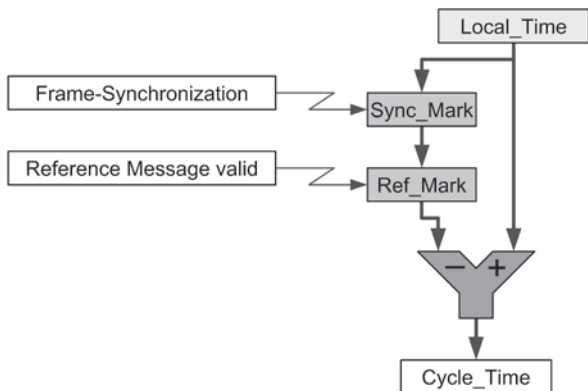 Local_Time
Frame-Synchronization
Sync_Mark
Reference Message valid
Ref_Mark
− +
Cycle_Time